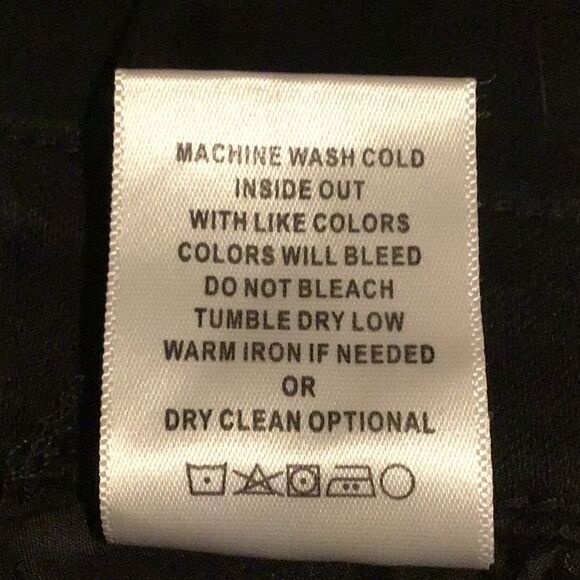 MACHINE WASH COLD
INSIDE OUT
WITH LIKE COLORS
COLORS WILL BLEED
DO NOT BLEACH
TUMBLE DRY LOW
WARM IRON IF NEEDED
OR
DRY CLEAN OPTIONAL